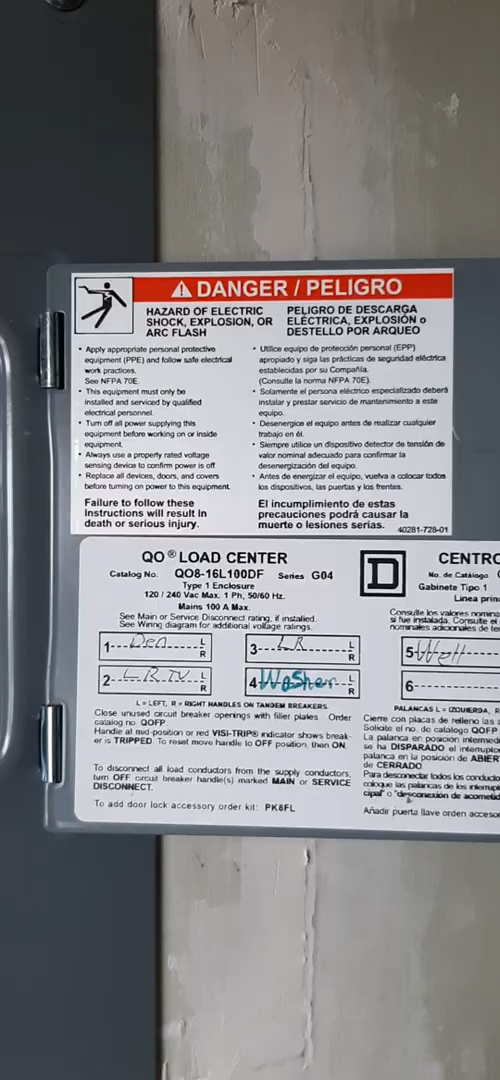 DANGER / PELIGRO
HAZARD OF ELECTRIC
SHOCK, EXPLOSION, OR
ARC FLASH
• Apply appropriate personal protective
equipment (PPE) and follow safe electrical
work practices.
See NFPA 70E.
• This equipment must only be
installed and serviced by qualified
electrical personnel.
• Turn off all power supplying this
equipment before working on or inside
equipment.
• Always use a properly rated voltage
sensing device to confirm power is off.
• Replace all devices, doors, and covers
before turning on power to this equipment.
Failure to follow these
instructions will result in
death or serious injury.
PELIGRO DE DESCARGA
ELÉCTRICA, EXPLOSIÓN o
DESTELLO POR ARQUEO
• Utilice equipo de protección personal (EPP)
apropiado y siga las prácticas de seguridad eléctrica
establecidas por su Compañía.
(Consulte la norma NFPA 70E).
• Solamente el persona eléctrico especializado deberá
instalar y prestar servicio de mantenimiento a este
equipo.
• Desenergice el equipo antes de realizar cualquier
trabajo en él.
• Siempre utilice un dispositivo detector de tensión de
valor nominal adecuado para confirmar la
desenergización del equipo.
• Antes de energizar el equipo, vuelva a colocar todos
los dispositivos, las puertas y los frentes.
El incumplimiento de estas
precauciones podrá causar la
muerte o lesiones serias.
40281-728-01
QO® LOAD CENTER
Catalog No. QO8-16L100DF Series G04
Type 1 Enclosure
120 / 240 Vac Max. 1 Ph, 50/60 Hz.
Mains 100 A Max.
See Main or Service Disconnect rating, if installed.
See Wiring diagram for additional voltage ratings.
1 Den L R
3 LR L R
2 LR TV L R
4 Washer L R
L = LEFT, R = RIGHT HANDLES ON TANDEM BREAKERS.
Close unused circuit breaker openings with filler plates. Order
catalog no. QOFP.
Handle at mid-position or red VISI-TRIP® indicator shows break-
er is TRIPPED. To reset move handle to OFF position, then ON.
To disconnect all load conductors from the supply conductors,
turn OFF circuit breaker handle(s) marked MAIN or SERVICE
DISCONNECT.
To add door lock accessory order kit: PK8FL
D
CENTRO
No. de Catálogo
Gabinete Tipo 1
Línea prin
Consulte los valores nomina
si fue instalada. Consulte el
nominales adicionales de te
5 Well
6
PALANCAS L = IZQUIERDA, R
Cierre con placas de relleno las a
Solicite el no. de catálogo QOFP
La palanca en posición intermedi
se ha DISPARADO el interrupto
palanca en la posición de ABIERT
de CERRADO
Para desconectar todos los conduct
coloque las palancas de los interrupt
cipal" o "desconexión de acometid
Añadir puerta llave orden acceso